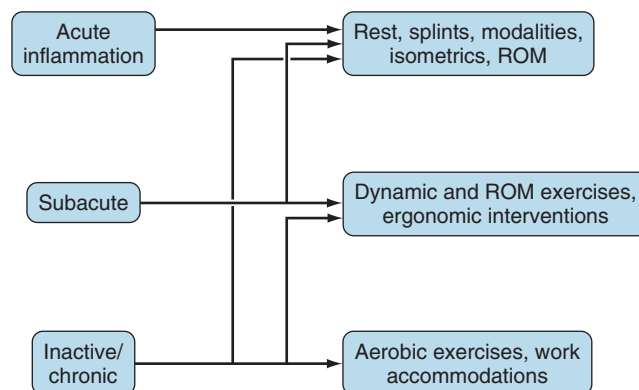 Acute
inflammation
Rest, splints, modalities,
isometrics, ROM
Subacute
Dynamic and ROM exercises,
ergonomic interventions
Inactive/
chronic
Aerobic exercises, work
accommodations